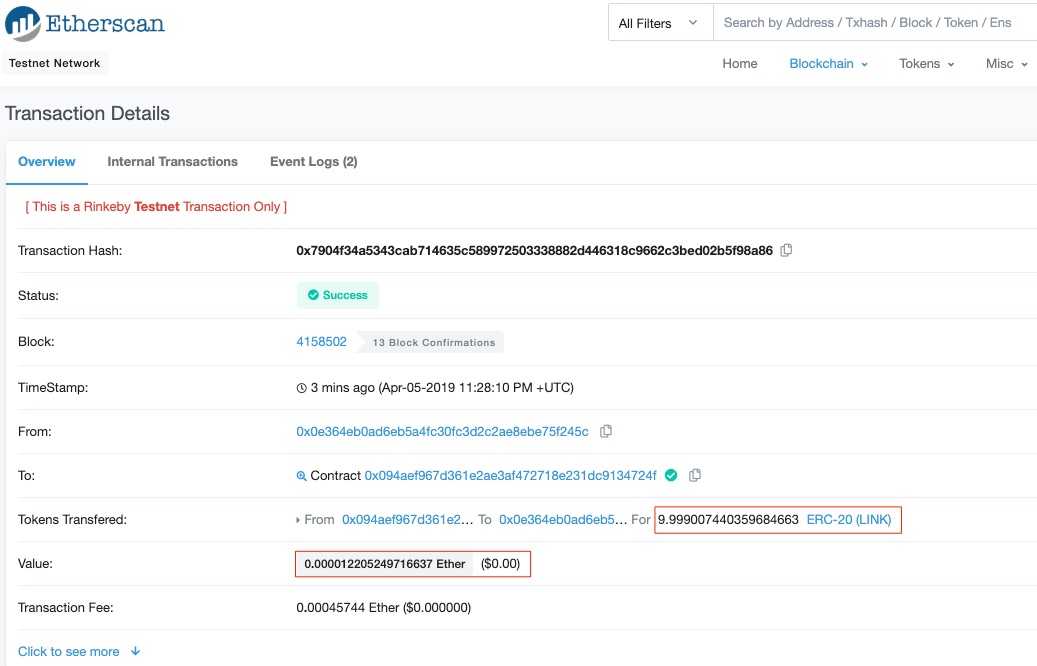 Etherscan
All Filters
Search by Address / Txhash / Block / Token / Ens
Testnet Network
Home Blockchain Tokens Misc
Transaction Details
Overview Internal Transactions Event Logs (2)
[ This is a Rinkeby Testnet Transaction Only ]
Transaction Hash: 0x7904f34a5343cab714635c589972503338882d446318c9662c3bed02b5f98a86
Status: Success
Block: 4158502 13 Block Confirmations
TimeStamp: 3 mins ago (Apr-05-2019 11:28:10 PM +UTC)
From: 0x0e364eb0ad6eb5a4fc30fc3d2c2ae8ebe75f245c
To: Contract 0x094aef967d361e2ae3af472718e231dc9134724f
Tokens Transfered: From 0x094aef967d361e2... To 0x0e364eb0ad6eb5... For 9.999007440359684663 ERC-20 (LINK)
Value: 0.000012205249716637 Ether ($0.00)
Transaction Fee: 0.00045744 Ether ($0.000000)
Click to see more